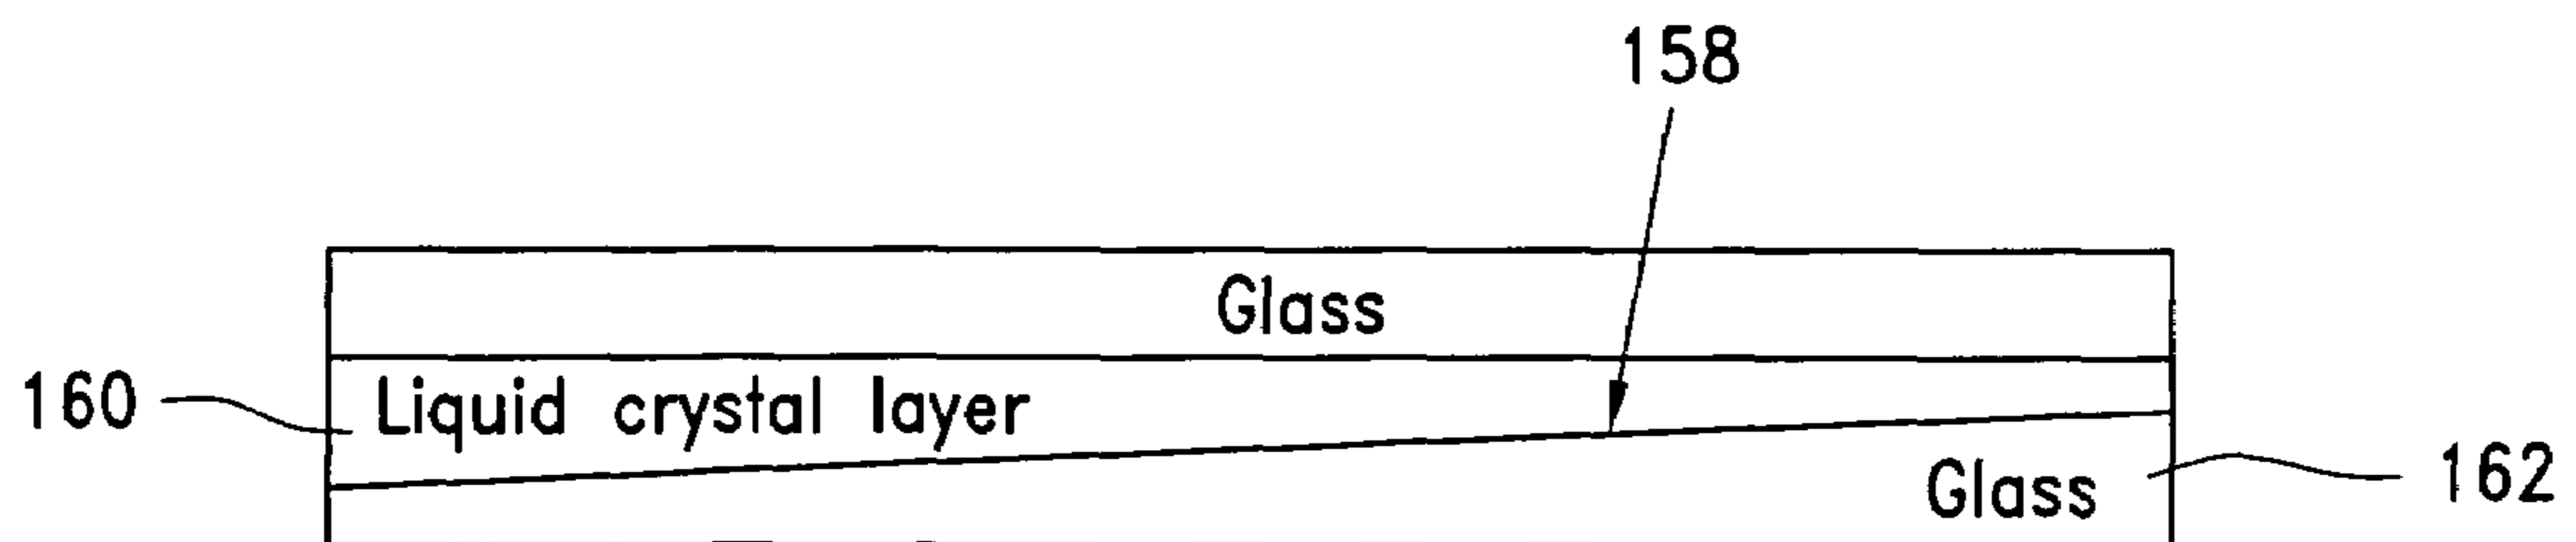 158
Glass
160
Liquid crystal layer
Glass
162